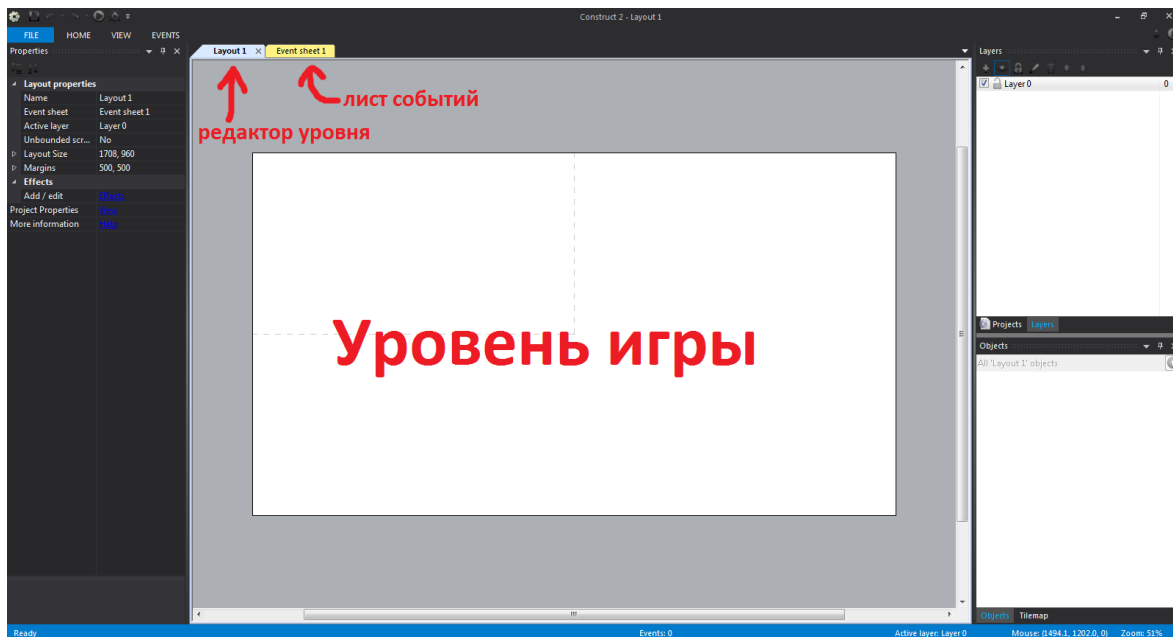 Construct 2 - Layout 1
FILE HOME VIEW EVENTS
Properties
Layout 1 Event sheet 1
Layers
Layout properties
Name Layout 1
Event sheet Event sheet 1
Active layer Layer 0
Unbounded scr... No
Layout Size 1708, 960
Margins 500, 500
Effects
Add / edit Effects
Project Properties View
More information Help
лист событий
редактор уровня
Уровень игры
Layer 0 0
Projects Layers
Objects
All 'Layout 1' objects
Objects Tilemap
Ready Events: 0 Active layer: Layer 0 Mouse: (1494.1, 1202.0, 0) Zoom: 51%